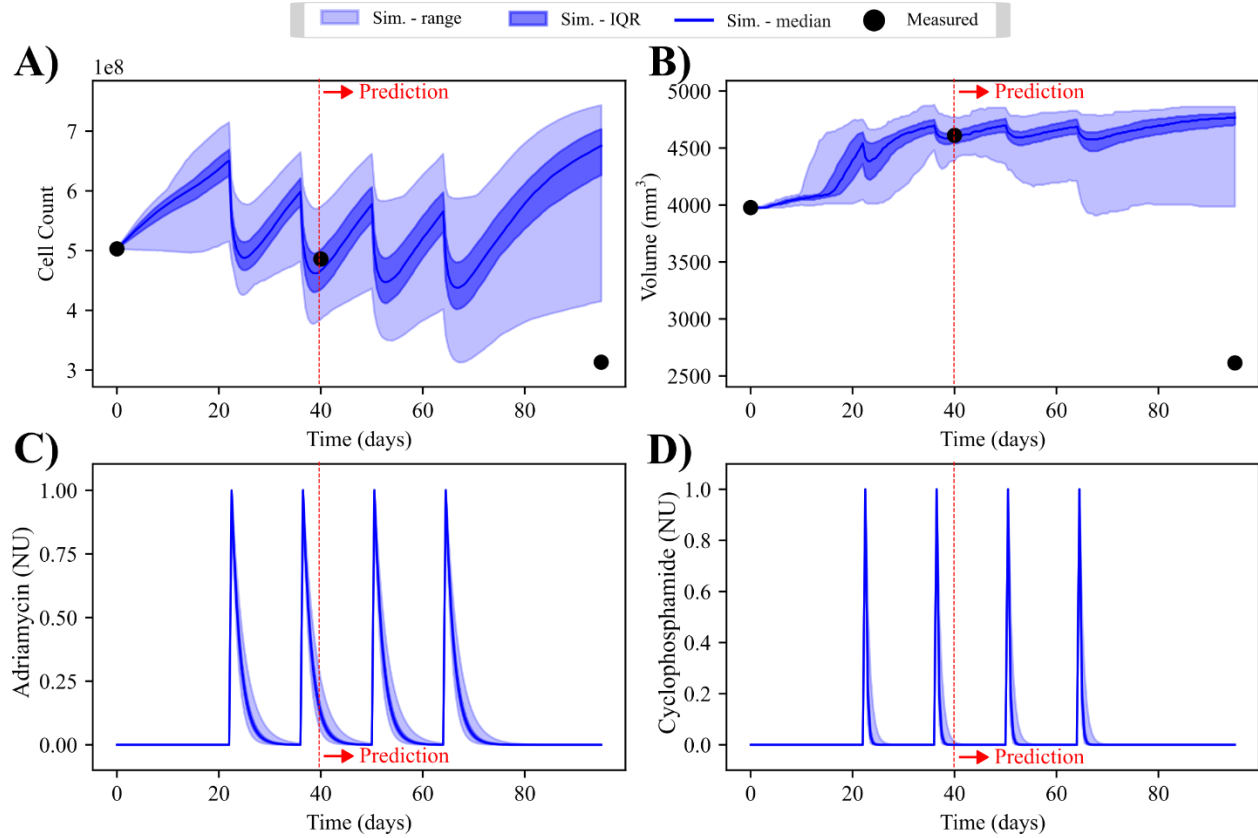 Sim. - range Sim. - IQR Sim. - median Measured
A)
1e8
Prediction
7
6
5
4
3
Cell Count
0 20 40 60 80
Time (days)
B)
Prediction
5000
4500
4000
3500
3000
2500
Volume (mm³)
0 20 40 60 80
Time (days)
C)
1.00
0.75
0.50
0.25
0.00
Adriamycin (NU)
Prediction
0 20 40 60 80
Time (days)
D)
1.0
0.8
0.6
0.4
0.2
0.0
Cyclophosphamide (NU)
Prediction
0 20 40 60 80
Time (days)